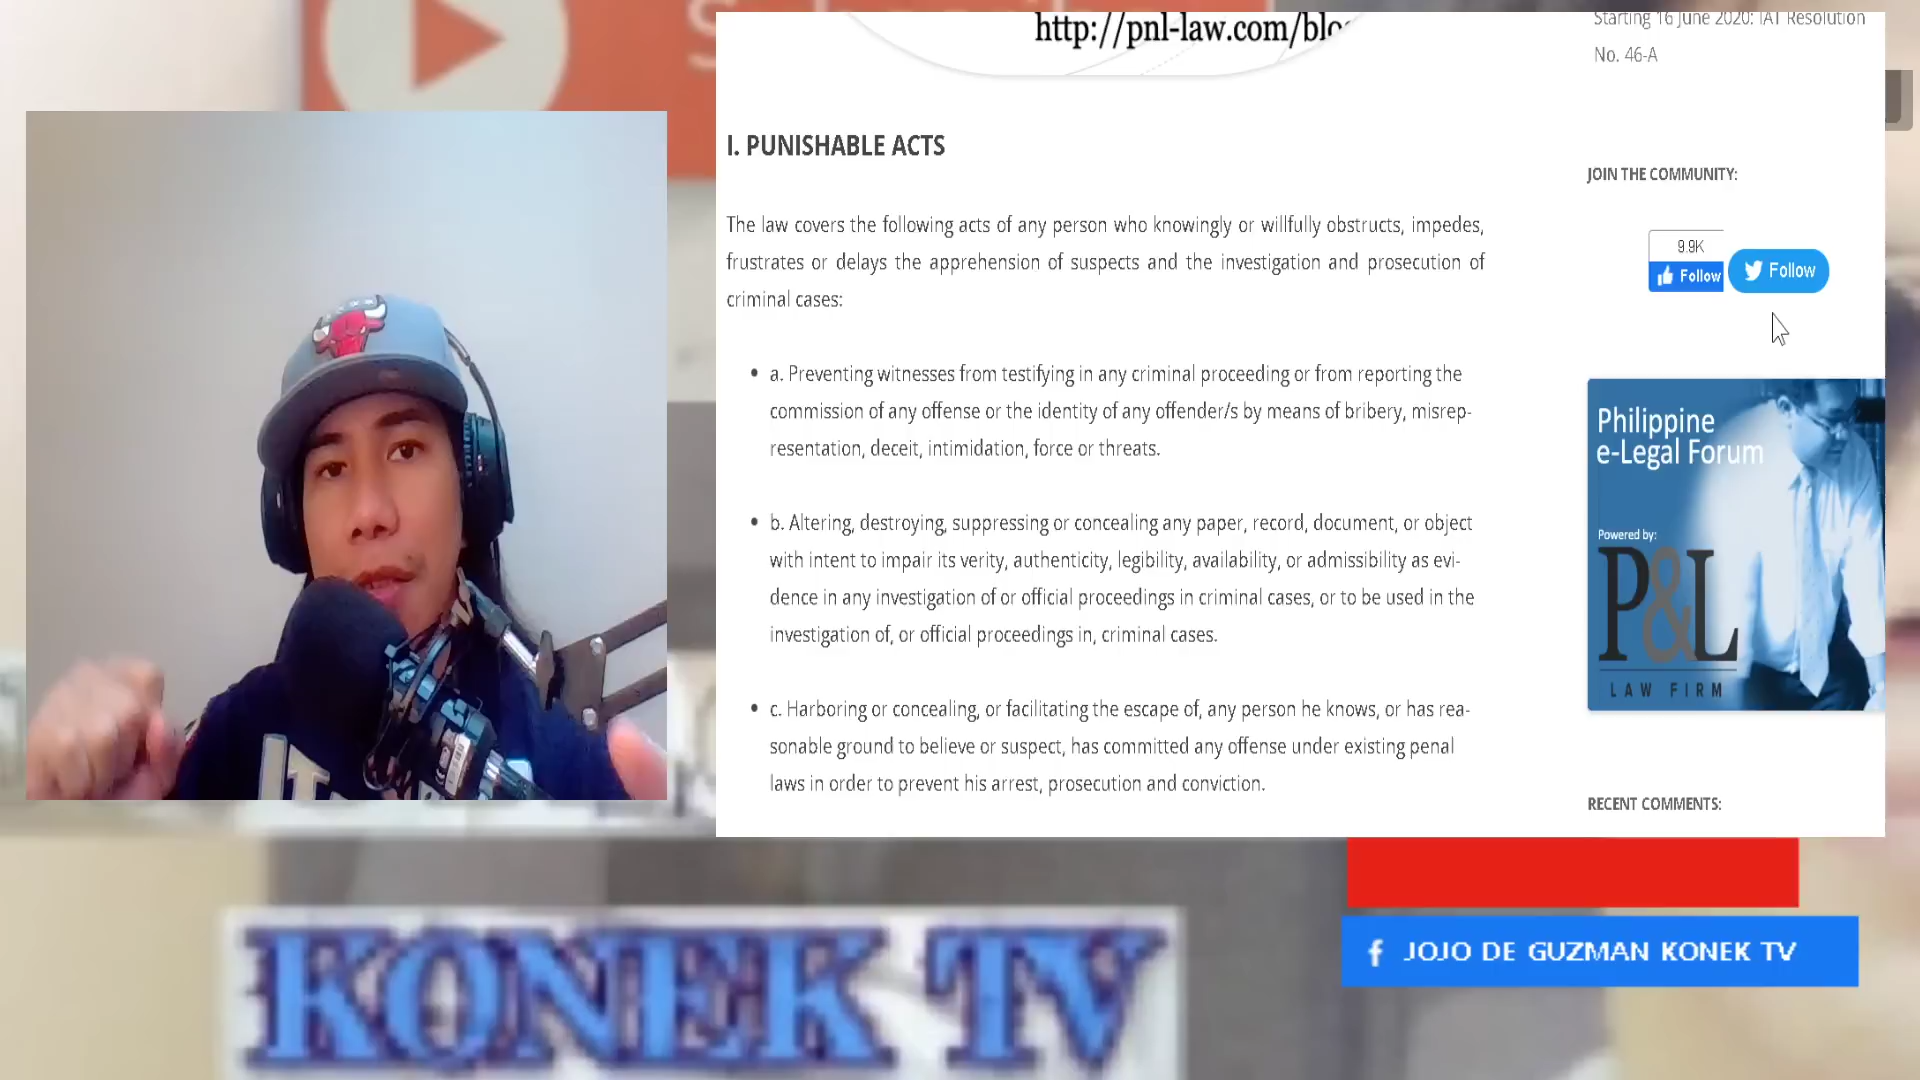 http://pnl-law.com/blo
Starting 16 June 2020: IAT Resolution
No. 46-A
I. PUNISHABLE ACTS
The law covers the following acts of any person who knowingly or willfully obstructs, impedes,
frustrates or delays the apprehension of suspects and the investigation and prosecution of
criminal cases:
• a. Preventing witnesses from testifying in any criminal proceeding or from reporting the
commission of any offense or the identity of any offender/s by means of bribery, misrep-
resentation, deceit, intimidation, force or threats.
• b. Altering, destroying, suppressing or concealing any paper, record, document, or object
with intent to impair its verity, authenticity, legibility, availability, or admissibility as evi-
dence in any investigation of or official proceedings in criminal cases, or to be used in the
investigation of, or official proceedings in, criminal cases.
• c. Harboring or concealing, or facilitating the escape of, any person he knows, or has rea-
sonable ground to believe or suspect, has committed any offense under existing penal
laws in order to prevent his arrest, prosecution and conviction.
JOIN THE COMMUNITY:
9.9K
Follow
Follow
Philippine
e-Legal Forum
Powered by:
P&L
LAW FIRM
RECENT COMMENTS:
JOJO DE GUZMAN KONEK TV
KONEK TV